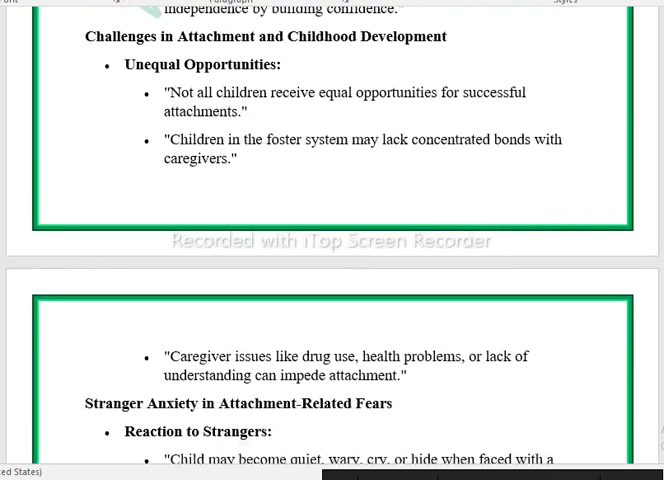 Paragraph
Styles
independence by building confidence."
Challenges in Attachment and Childhood Development
• Unequal Opportunities:
• "Not all children receive equal opportunities for successful
attachments."
• "Children in the foster system may lack concentrated bonds with
caregivers."
Recorded with iTop Screen Recorder
• "Caregiver issues like drug use, health problems, or lack of
understanding can impede attachment."
Stranger Anxiety in Attachment-Related Fears
• Reaction to Strangers:
• "Child may become quiet, wary, cry, or hide when faced with a
ed States)